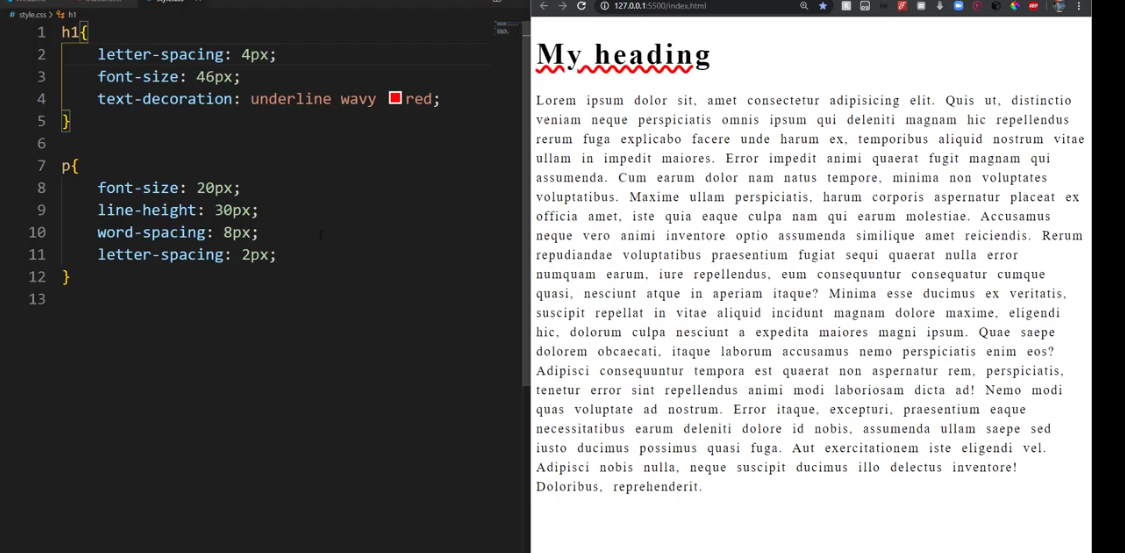 style.css > h1
127.0.0.1:5500/index.html
1 h1{
2 letter-spacing: 4px;
3 font-size: 46px;
4 text-decoration: underline wavy red;
5 }
6
7 p{
8 font-size: 20px;
9 line-height: 30px;
10 word-spacing: 8px;
11 letter-spacing: 2px;
12 }
13
My heading
Lorem ipsum dolor sit, amet consectetur adipisicing elit. Quis ut, distinctio
veniam neque perspiciatis omnis ipsum qui deleniti magnam hic repellendus
rerum fuga explicabo facere unde harum ex, temporibus aliquid nostrum vitae
ullam in impedit maiores. Error impedit animi quaerat fugit magnam qui
assumenda. Cum earum dolor nam natus tempore, minima non voluptates
voluptatibus. Maxime ullam perspiciatis, harum corporis aspernatur placeat ex
officia amet, iste quia eaque culpa nam qui earum molestiae. Accusamus
neque vero animi inventore optio assumenda similique amet reiciendis. Rerum
repudiandae voluptatibus praesentium fugiat sequi quaerat nulla error
numquam earum, iure repellendus, eum consequuntur consequatur cumque
quasi, nesciunt atque in aperiam itaque? Minima esse ducimus ex veritatis,
suscipit repellat in vitae aliquid incidunt magnam dolore maxime, eligendi
hic, dolorum culpa nesciunt a expedita maiores magni ipsum. Quae saepe
dolorem obcaecati, itaque laborum accusamus nemo perspiciatis enim eos?
Adipisci consequuntur tempora est quaerat non aspernatur rem, perspiciatis,
tenetur error sint repellendus animi modi laboriosam dicta ad! Nemo modi
quas voluptate ad nostrum. Error itaque, excepturi, praesentium eaque
necessitatibus earum deleniti dolore id nobis, assumenda ullam saepe sed
iusto ducimus possimus quasi fuga. Aut exercitationem iste eligendi vel.
Adipisci nobis nulla, neque suscipit ducimus illo delectus inventore!
Doloribus, reprehenderit.